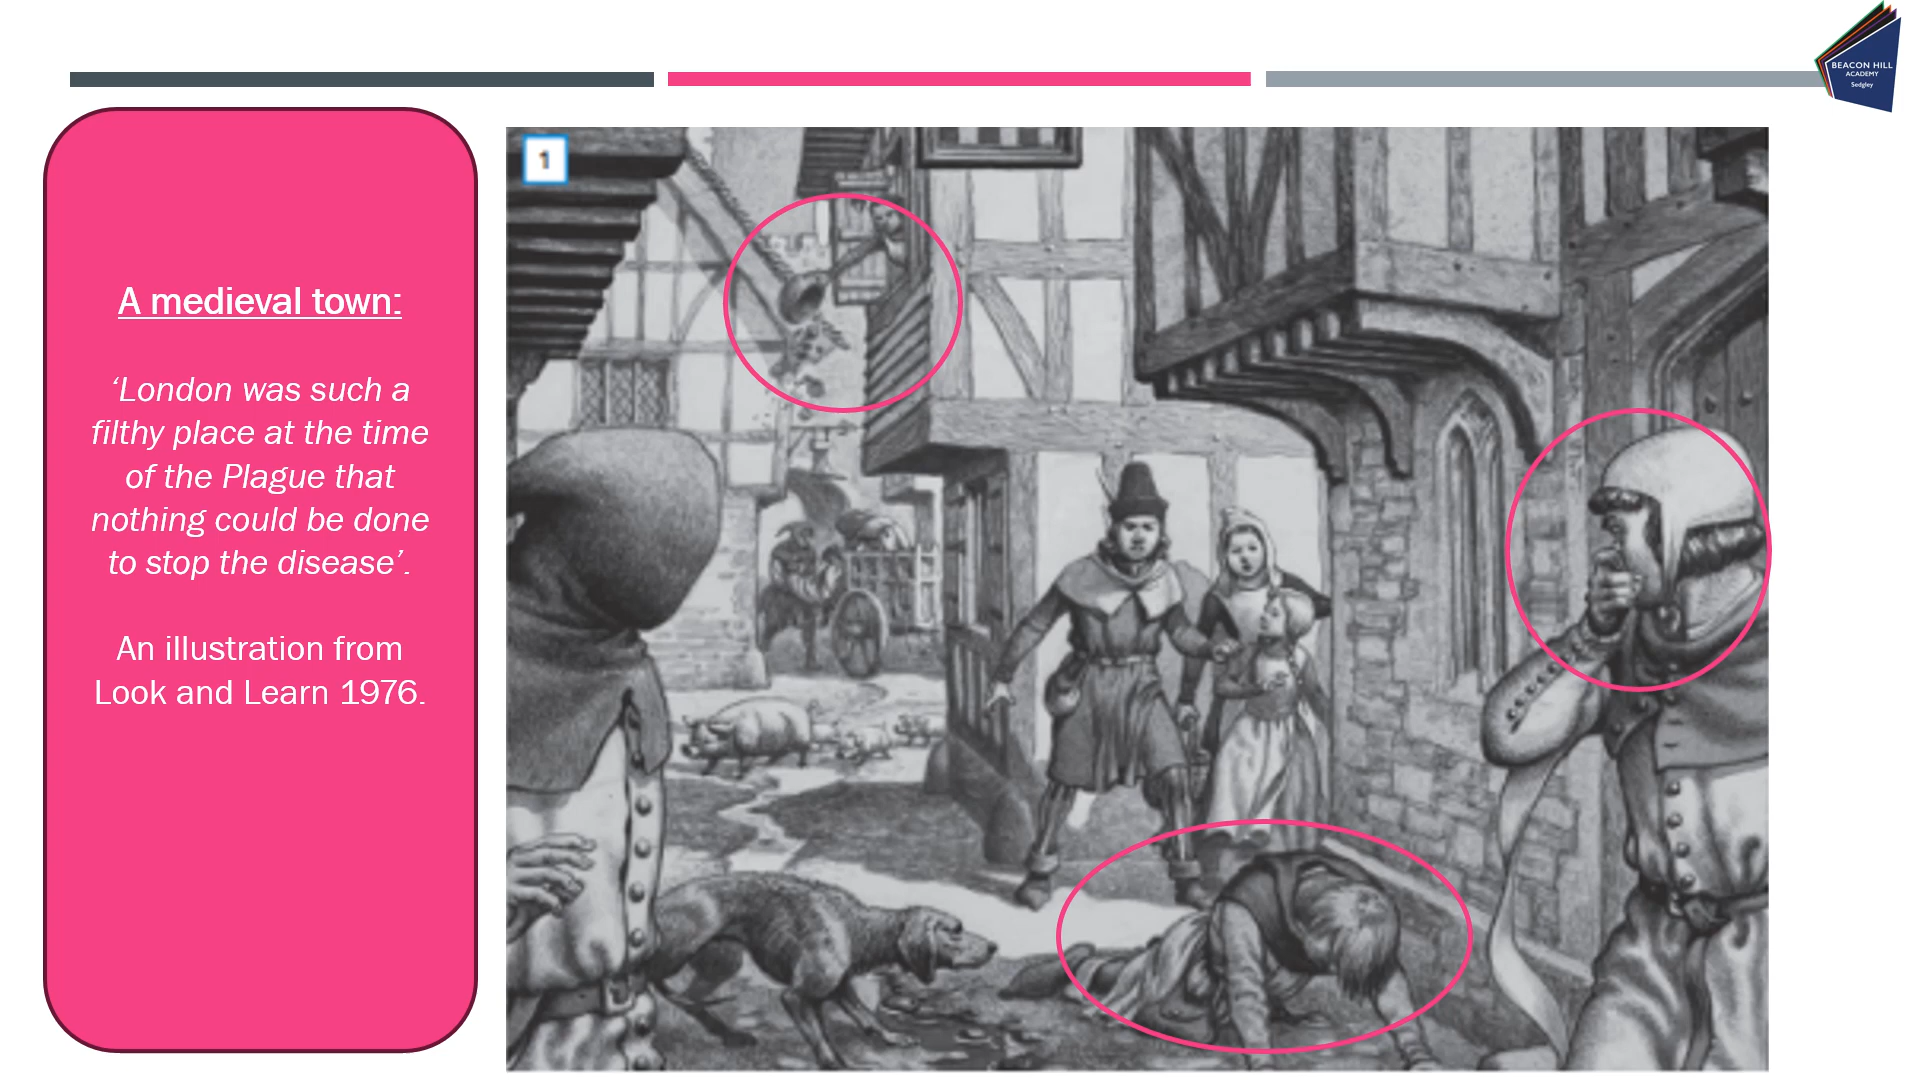 BEACON HILL
ACADEMY
Sedgley
A medieval town:
‘London was such a
filthy place at the time
of the Plague that
nothing could be done
to stop the disease’.
An illustration from
Look and Learn 1976.
1